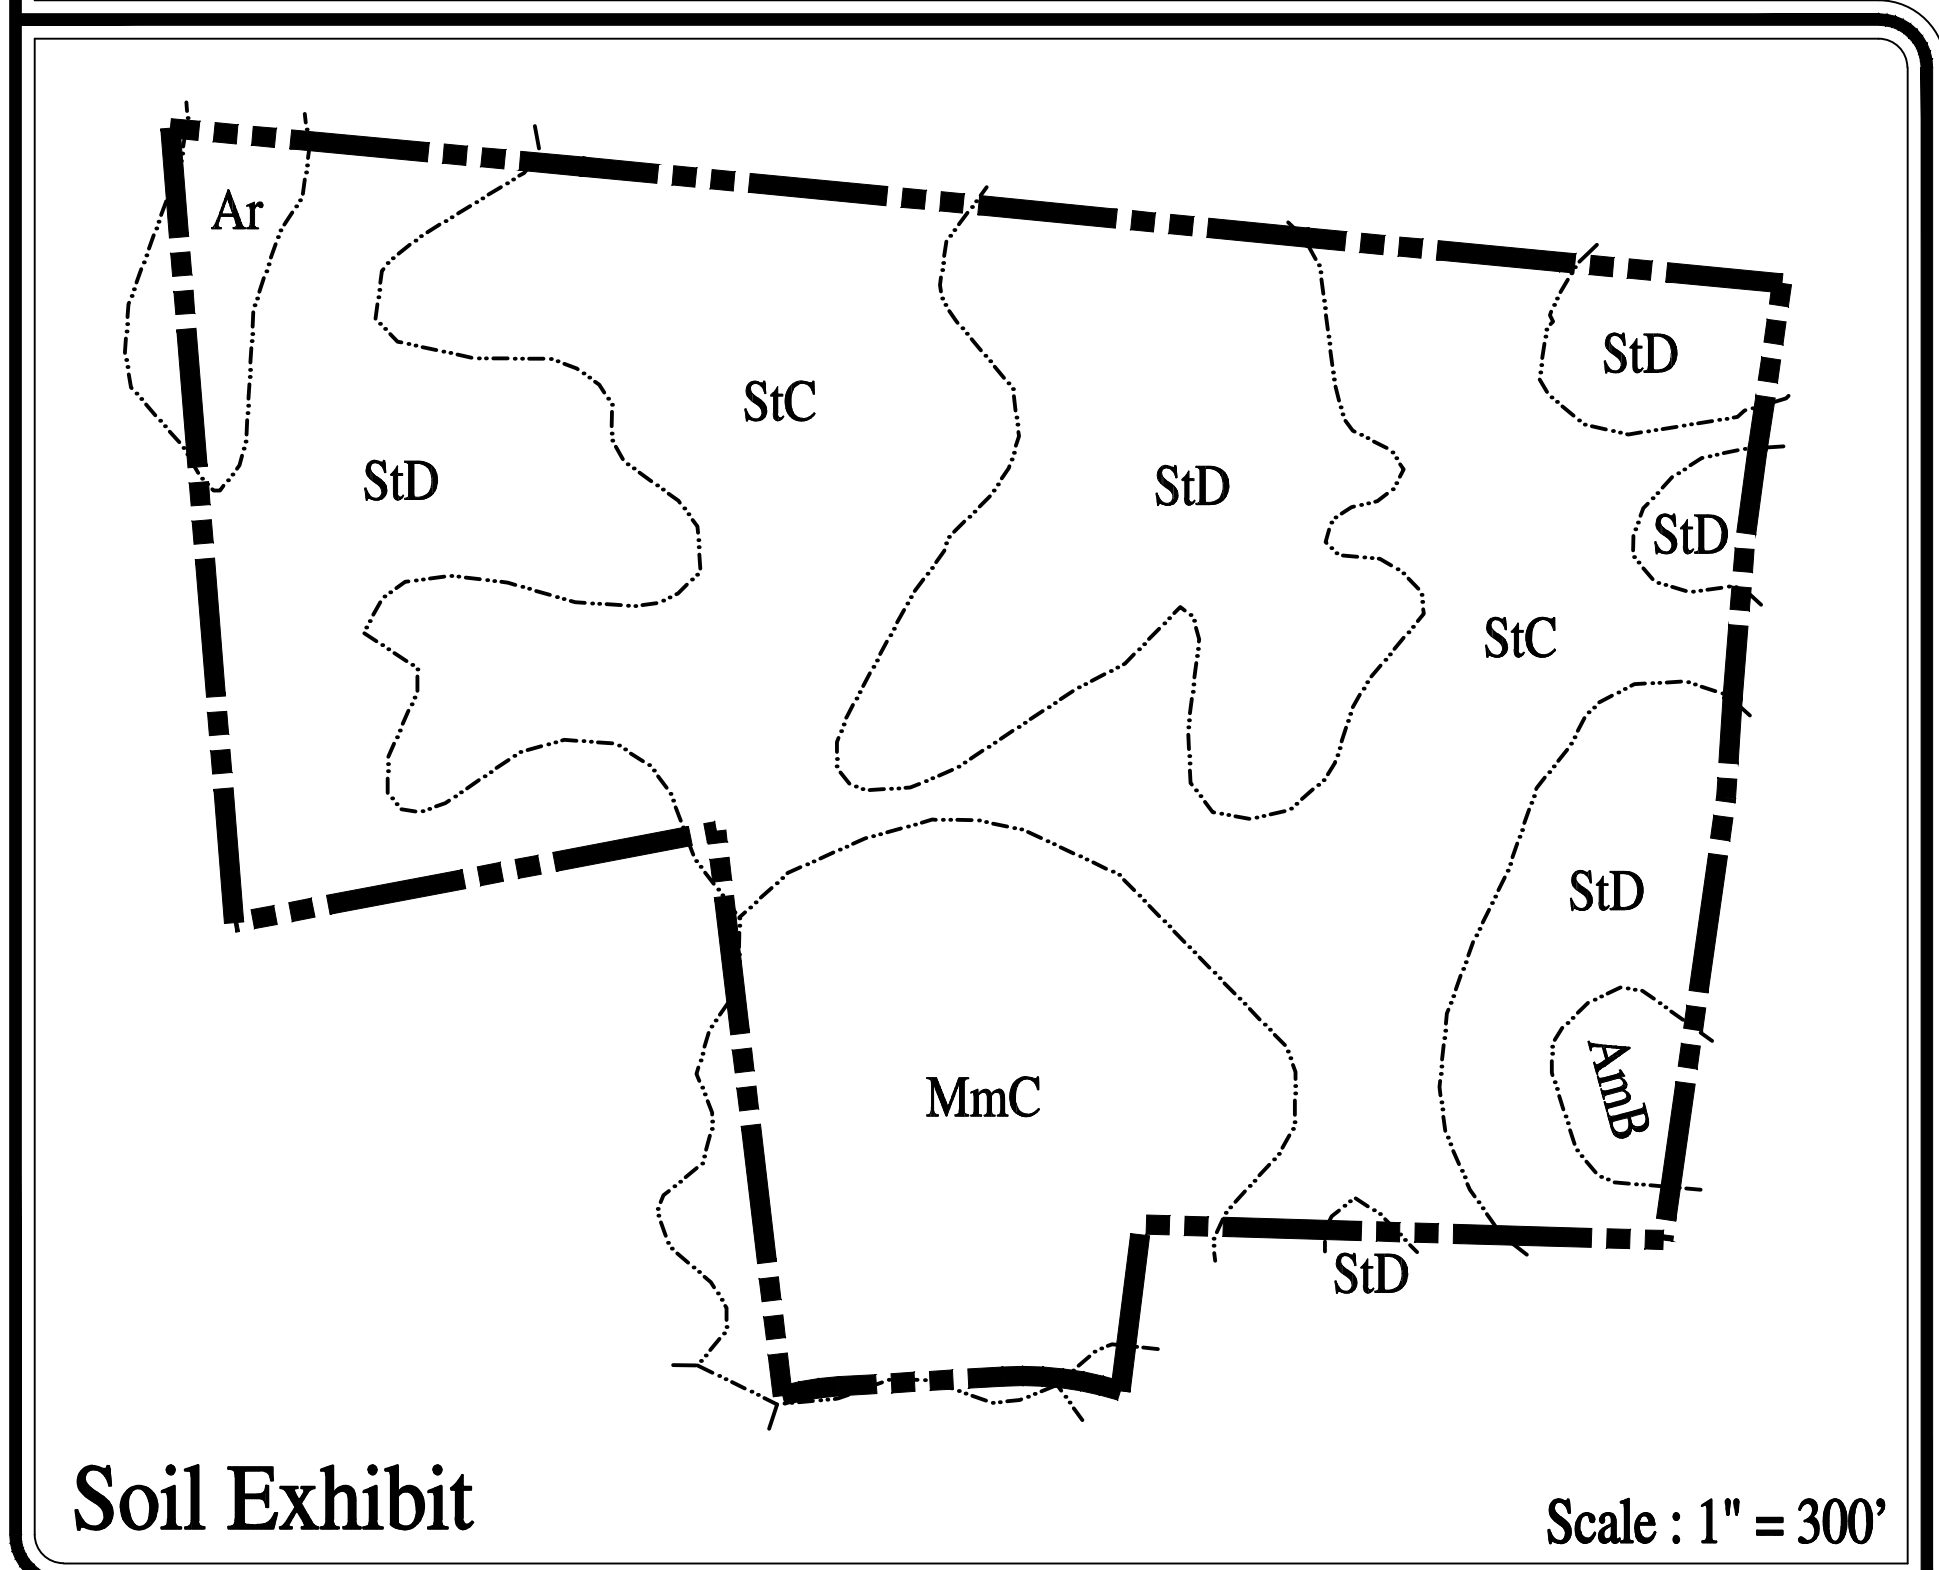 Ar
StD
StC
StD
StD
StD
StC
StD
AmB
MmC
StD
Soil Exhibit
Scale : 1" = 300'